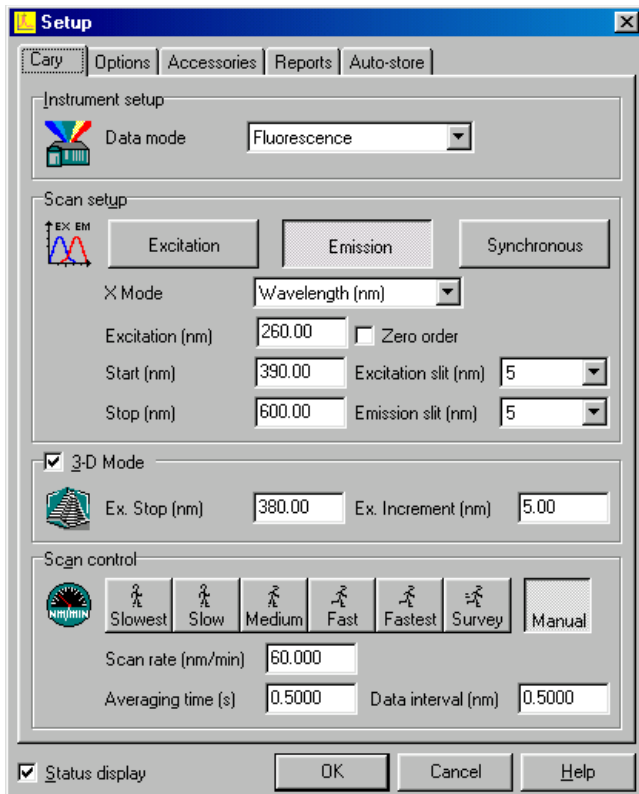 Setup
Cary Options Accessories Reports Auto-store
Instrument setup
Data mode Fluorescence
Scan setup
EX EM
Excitation Emission Synchronous
X Mode Wavelength (nm)
Excitation (nm) 260.00 Zero order
Start (nm) 390.00 Excitation slit (nm) 5
Stop (nm) 600.00 Emission slit (nm) 5
3-D Mode
Ex. Stop (nm) 380.00 Ex. Increment (nm) 5.00
Scan control
NM/MIN Slowest Slow Medium Fast Fastest Survey Manual
Scan rate (nm/min) 60.000
Averaging time (s) 0.5000 Data interval (nm) 0.5000
Status display OK Cancel Help